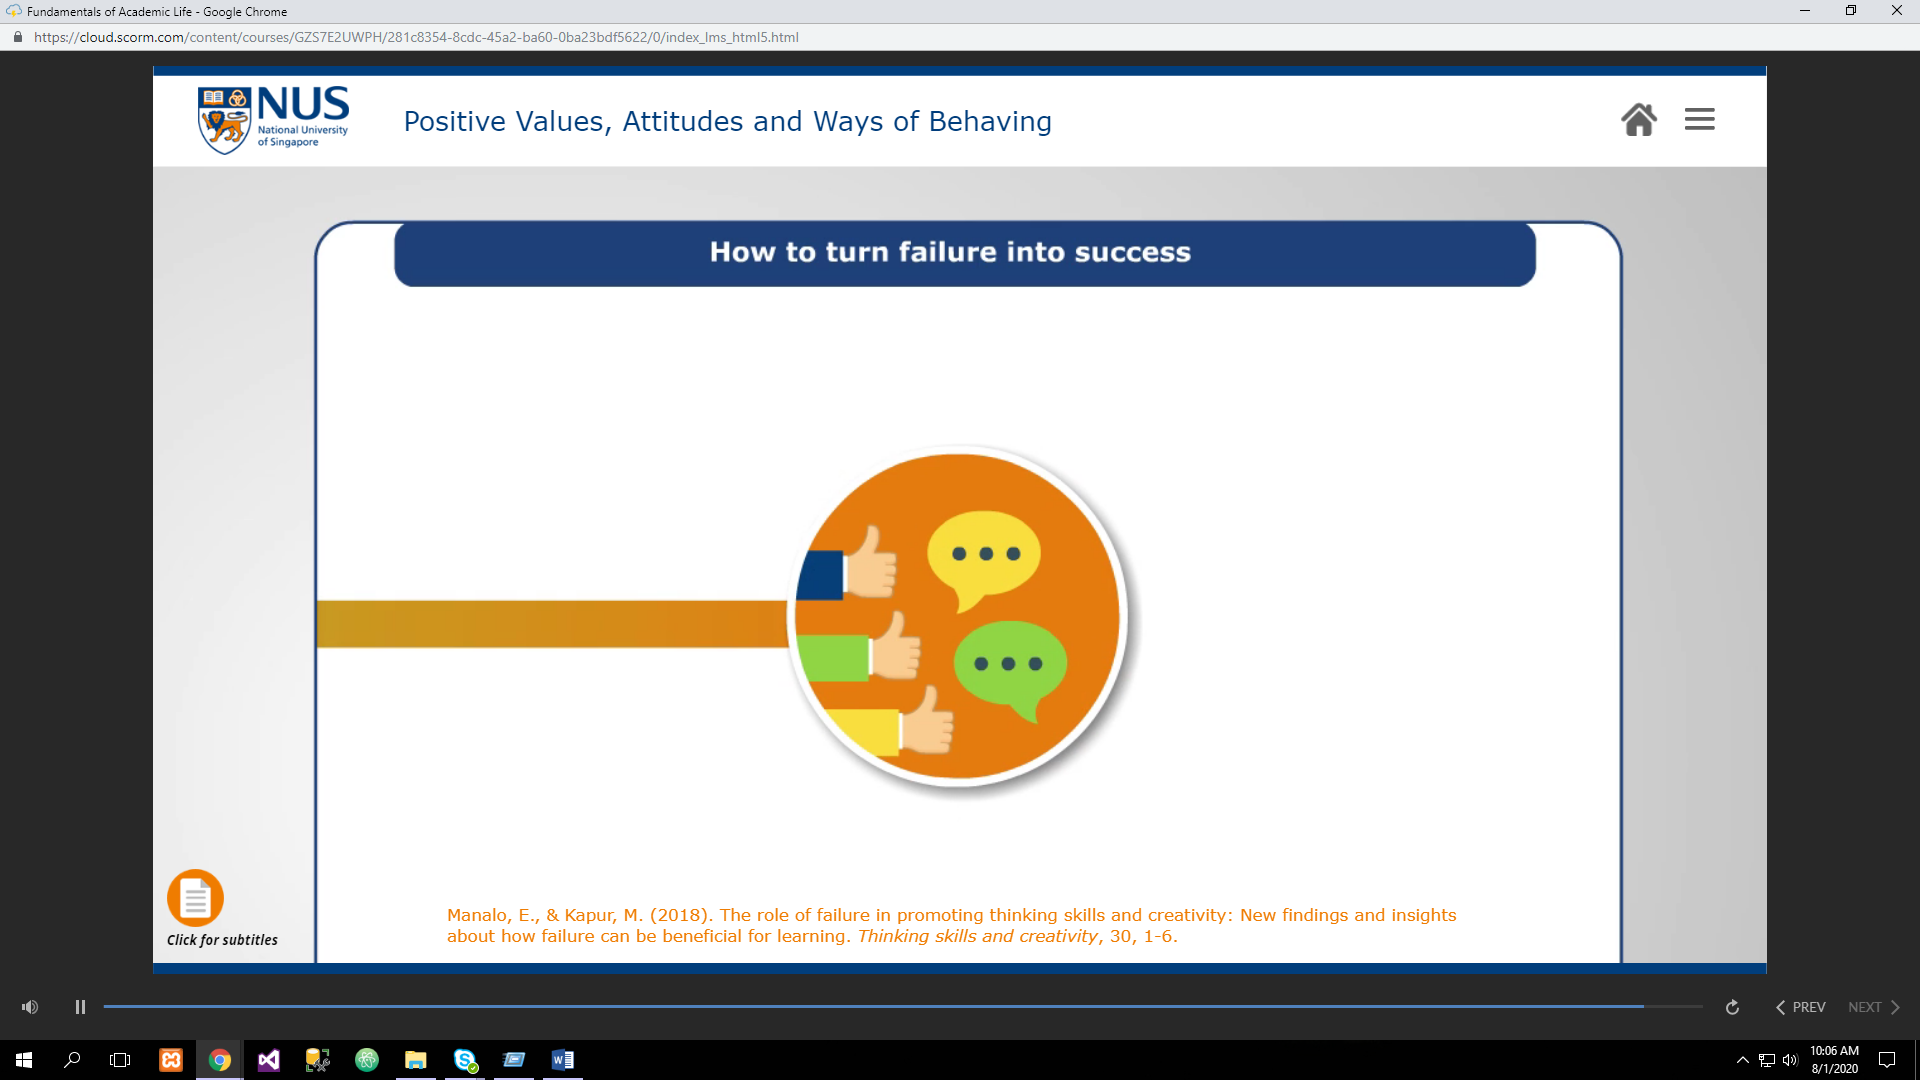 Fundamentals of Academic Life - Google Chrome
https://cloud.scorm.com/content/courses/GZS7E2UWPH/281c8354-8cdc-45a2-ba60-0ba23bdf5622/0/index_lms_html5.html
NUS
National University
of Singapore
Positive Values, Attitudes and Ways of Behaving
How to turn failure into success
Manalo, E., & Kapur, M. (2018). The role of failure in promoting thinking skills and creativity: New findings and insights
about how failure can be beneficial for learning. Thinking skills and creativity, 30, 1-6.
Click for subtitles
PREV
NEXT
10:06 AM
8/1/2020